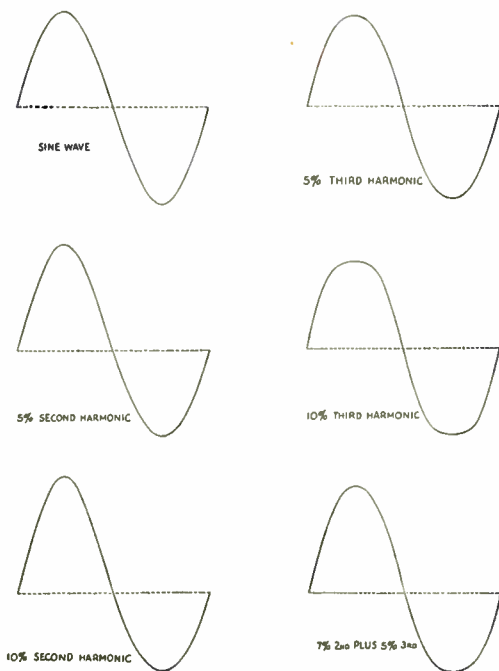 SINE WAVE
5% THIRD HARMONIC
5% SECOND HARMONIC
10% THIRD HARMONIC
10% SECOND HARMONIC
7% 2ND PLUS 5% 3RD